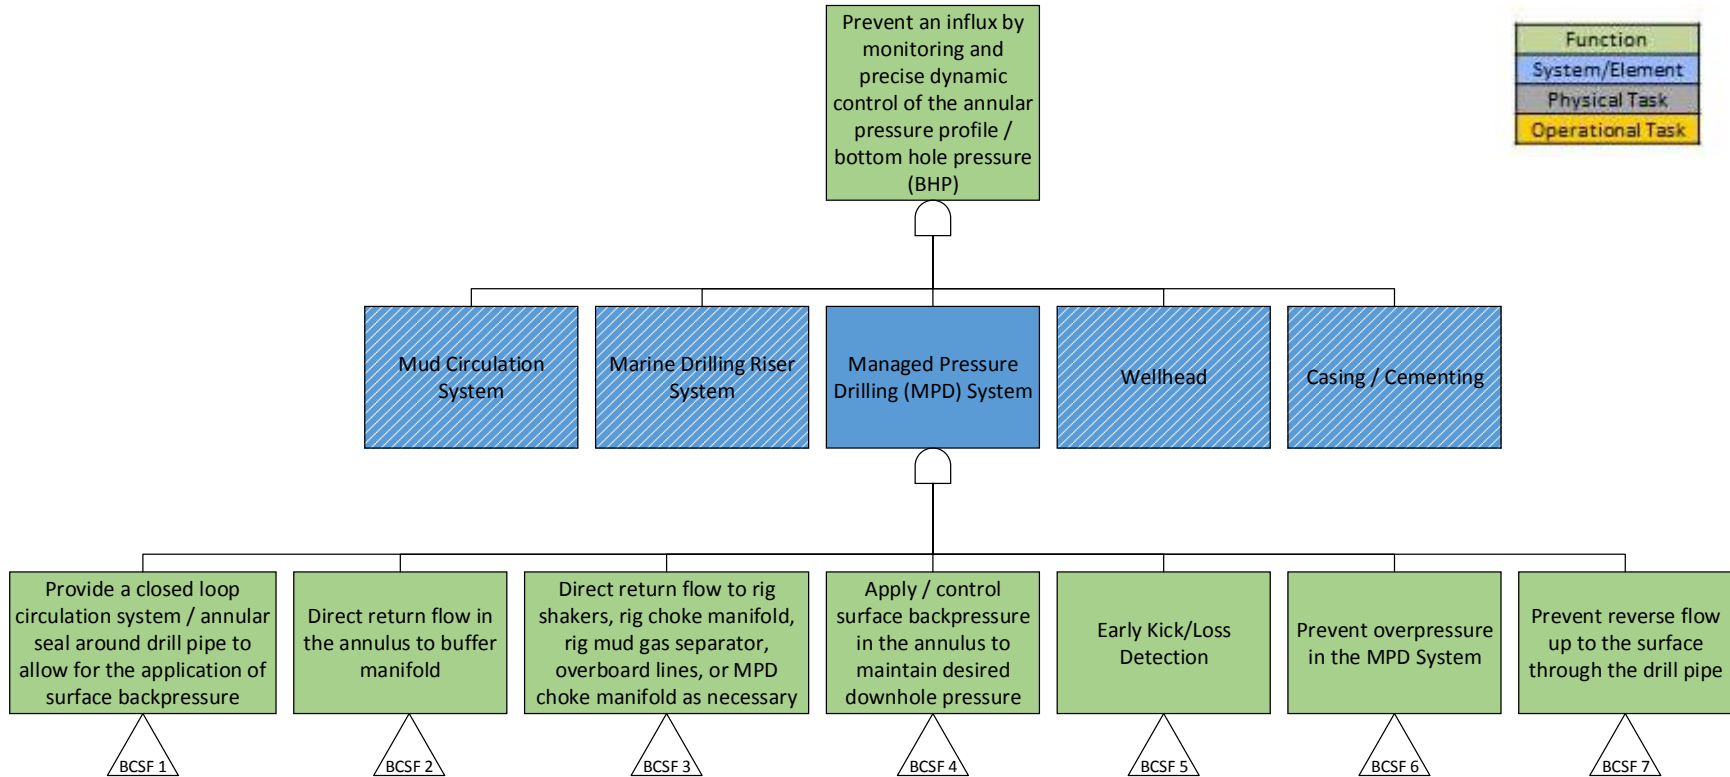 Prevent an influx by
monitoring and
precise dynamic
control of the annular
pressure profile /
bottom hole pressure
(BHP)
Function
System/Element
Physical Task
Operational Task
Mud Circulation
System
Marine Drilling Riser
System
Managed Pressure
Drilling (MPD) System
Wellhead
Casing / Cementing
Provide a closed loop
circulation system / annular
seal around drill pipe to
allow for the application of
surface backpressure
Direct return flow in
the annulus to buffer
manifold
Direct return flow to rig
shakers, rig choke manifold,
rig mud gas separator,
overboard lines, or MPD
choke manifold as necessary
Apply / control
surface backpressure
in the annulus to
maintain desired
downhole pressure
Early Kick/Loss
Detection
Prevent overpressure
in the MPD System
Prevent reverse flow
up to the surface
through the drill pipe
BCSF 1
BCSF 2
BCSF 3
BCSF 4
BCSF 5
BCSF 6
BCSF 7